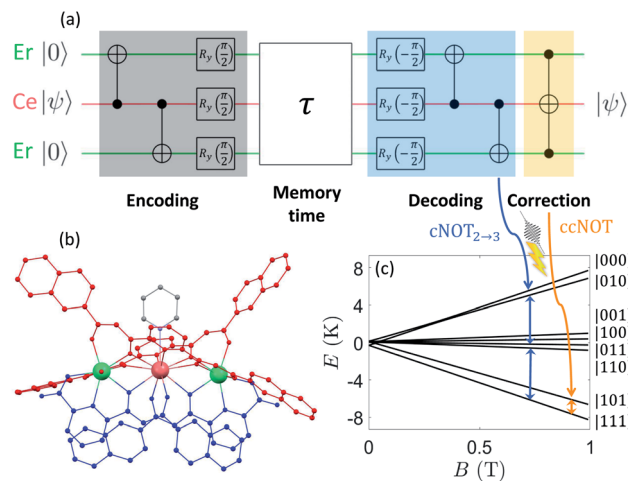 (a)
Er |0⟩ R_y(π/2) R_y(−π/2)
Ce |ψ⟩ R_y(π/2) τ R_y(−π/2) |ψ⟩
Er |0⟩ R_y(π/2) R_y(−π/2)
Encoding Memory time Decoding Correction
cNOT₂→₃ ccNOT
(b)
(c)
|000
|010
|001
|100
|011
|110
|101
|111
8
4
0
-4
-8
E (K)
0 0.5 1
B (T)